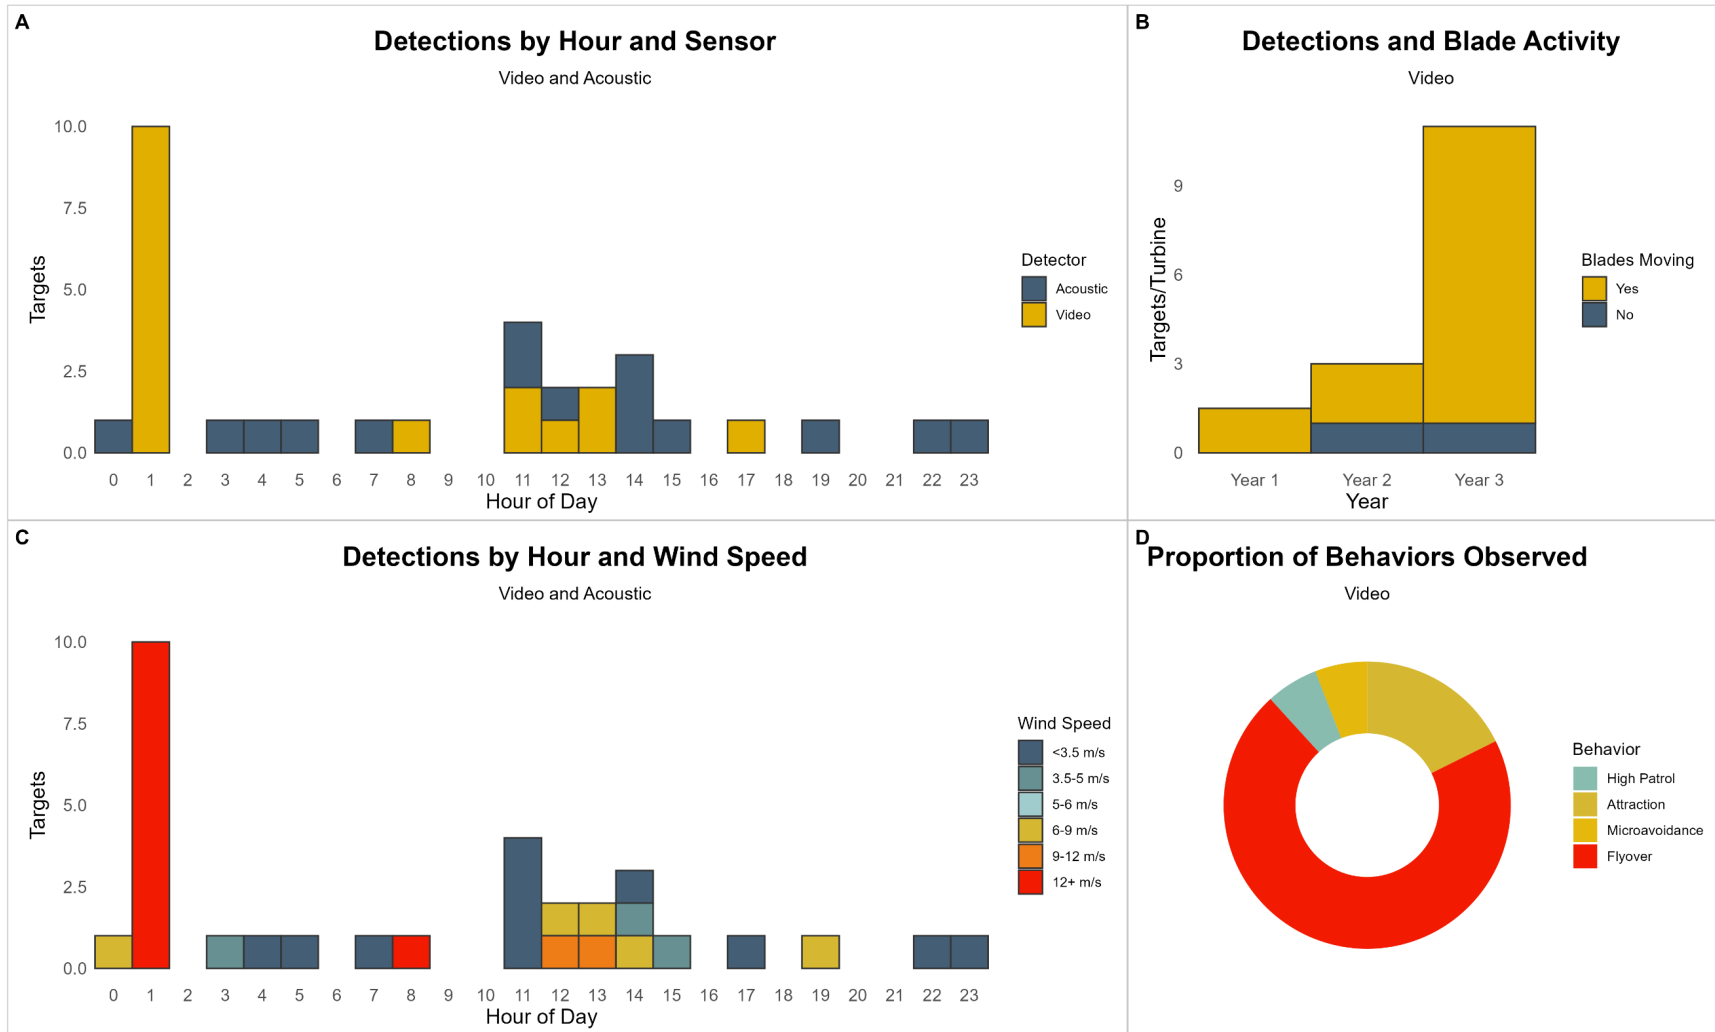 A
Detections by Hour and Sensor
Video and Acoustic
Targets
10.0
7.5
5.0
2.5
0.0
0 1 2 3 4 5 6 7 8 9 10 11 12 13 14 15 16 17 18 19 20 21 22 23
Hour of Day
Detector
Acoustic
Video
B
Detections and Blade Activity
Video
Targets/Turbine
9
6
3
0
Year 1 Year 2 Year 3
Year
Blades Moving
Yes
No
C
Detections by Hour and Wind Speed
Video and Acoustic
Targets
10.0
7.5
5.0
2.5
0.0
0 1 2 3 4 5 6 7 8 9 10 11 12 13 14 15 16 17 18 19 20 21 22 23
Hour of Day
Wind Speed
<3.5 m/s
3.5-5 m/s
5-6 m/s
6-9 m/s
9-12 m/s
12+ m/s
D
Proportion of Behaviors Observed
Video
Behavior
High Patrol
Attraction
Microavoidance
Flyover